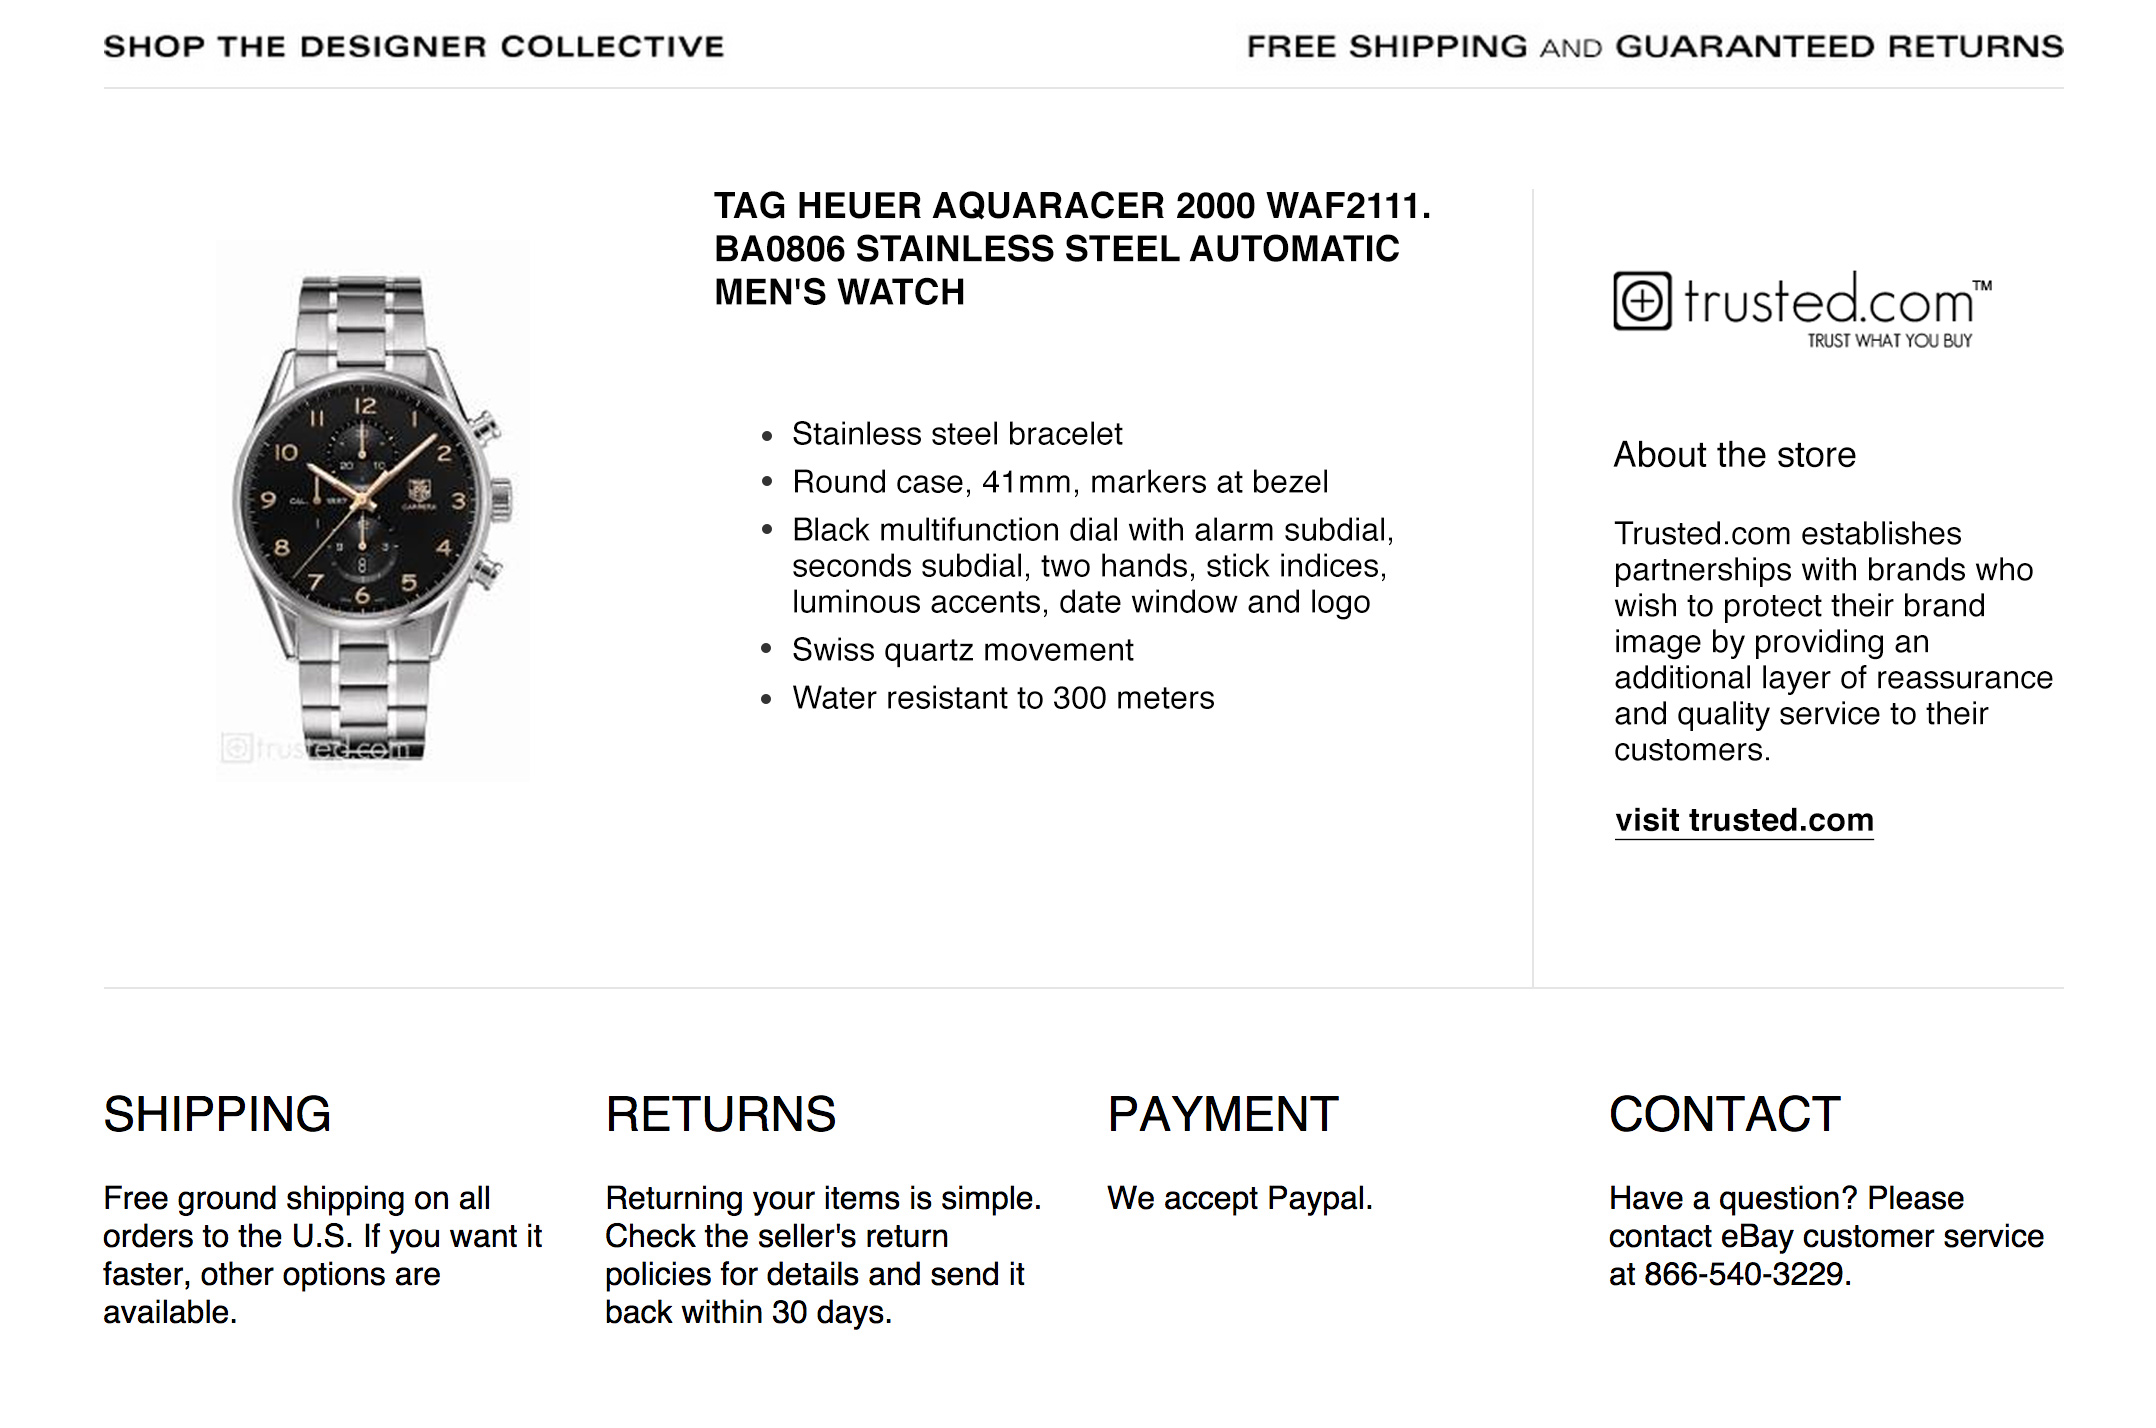 SHOP THE DESIGNER COLLECTIVE
FREE SHIPPING AND GUARANTEED RETURNS
TAG HEUER AQUARACER 2000 WAF2111.
BA0806 STAINLESS STEEL AUTOMATIC
MEN'S WATCH
12
1
2
3
4
5
6
7
8
9
10
11
20
10
CAL. 1887
TAG
CARRERA
9
3
8
trusted.com
• Stainless steel bracelet
• Round case, 41mm, markers at bezel
• Black multifunction dial with alarm subdial,
seconds subdial, two hands, stick indices,
luminous accents, date window and logo
• Swiss quartz movement
• Water resistant to 300 meters
trusted.com™
TRUST WHAT YOU BUY
About the store
Trusted.com establishes
partnerships with brands who
wish to protect their brand
image by providing an
additional layer of reassurance
and quality service to their
customers.
visit trusted.com
SHIPPING
Free ground shipping on all
orders to the U.S. If you want it
faster, other options are
available.
RETURNS
Returning your items is simple.
Check the seller's return
policies for details and send it
back within 30 days.
PAYMENT
We accept Paypal.
CONTACT
Have a question? Please
contact eBay customer service
at 866-540-3229.